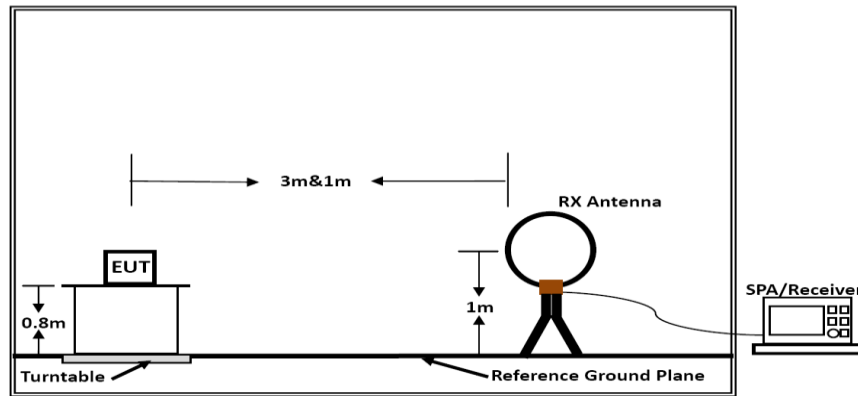 3m&1m
RX Antenna
EUT
SPA/Receiver
0.8m
1m
Turntable
Reference Ground Plane